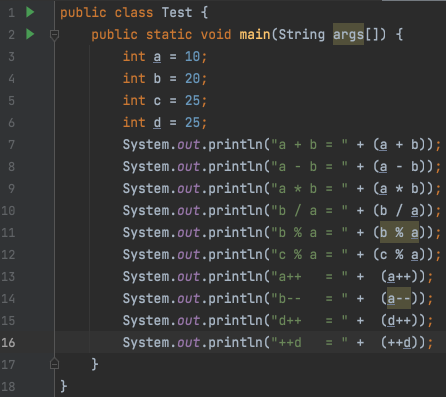 1 public class Test {
2 public static void main(String args[]) {
3 int a = 10;
4 int b = 20;
5 int c = 25;
6 int d = 25;
7 System.out.println("a + b = " + (a + b));
8 System.out.println("a - b = " + (a - b));
9 System.out.println("a * b = " + (a * b));
10 System.out.println("b / a = " + (b / a));
11 System.out.println("b % a = " + (b % a));
12 System.out.println("c % a = " + (c % a));
13 System.out.println("a++   = " +  (a++));
14 System.out.println("b--   = " +  (a--));
15 System.out.println("d++   = " +  (d++));
16 System.out.println("++d   = " +  (++d));
17 }
18 }